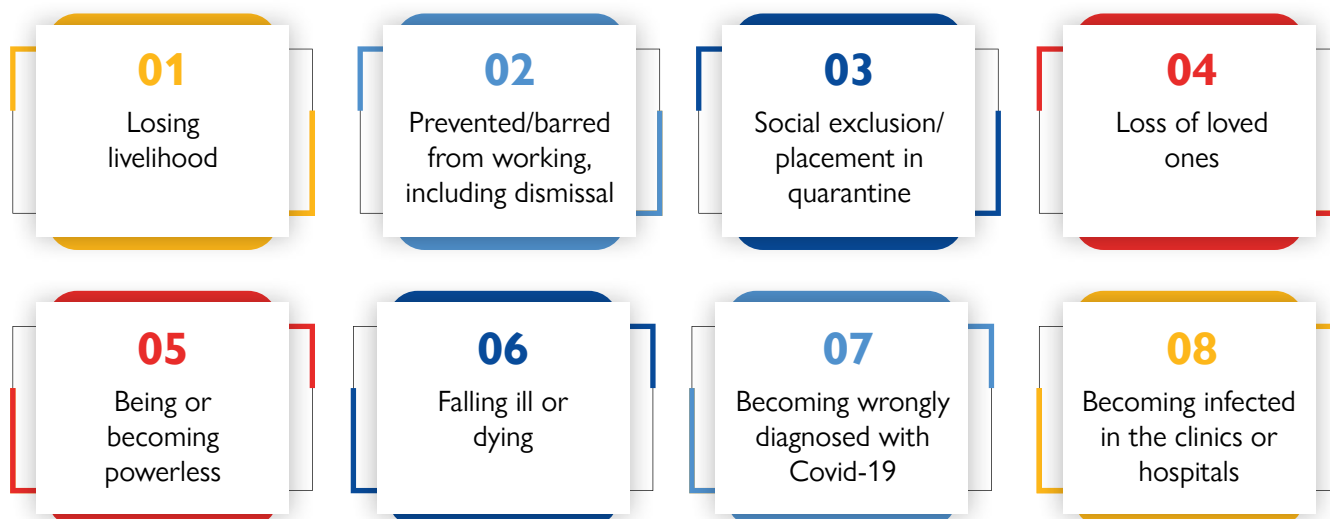 01
Losing
livelihood
02
Prevented/barred
from working,
including dismissal
03
Social exclusion/
placement in
quarantine
04
Loss of loved
ones
05
Being or
becoming
powerless
06
Falling ill or
dying
07
Becoming wrongly
diagnosed with
Covid-19
08
Becoming infected
in the clinics or
hospitals